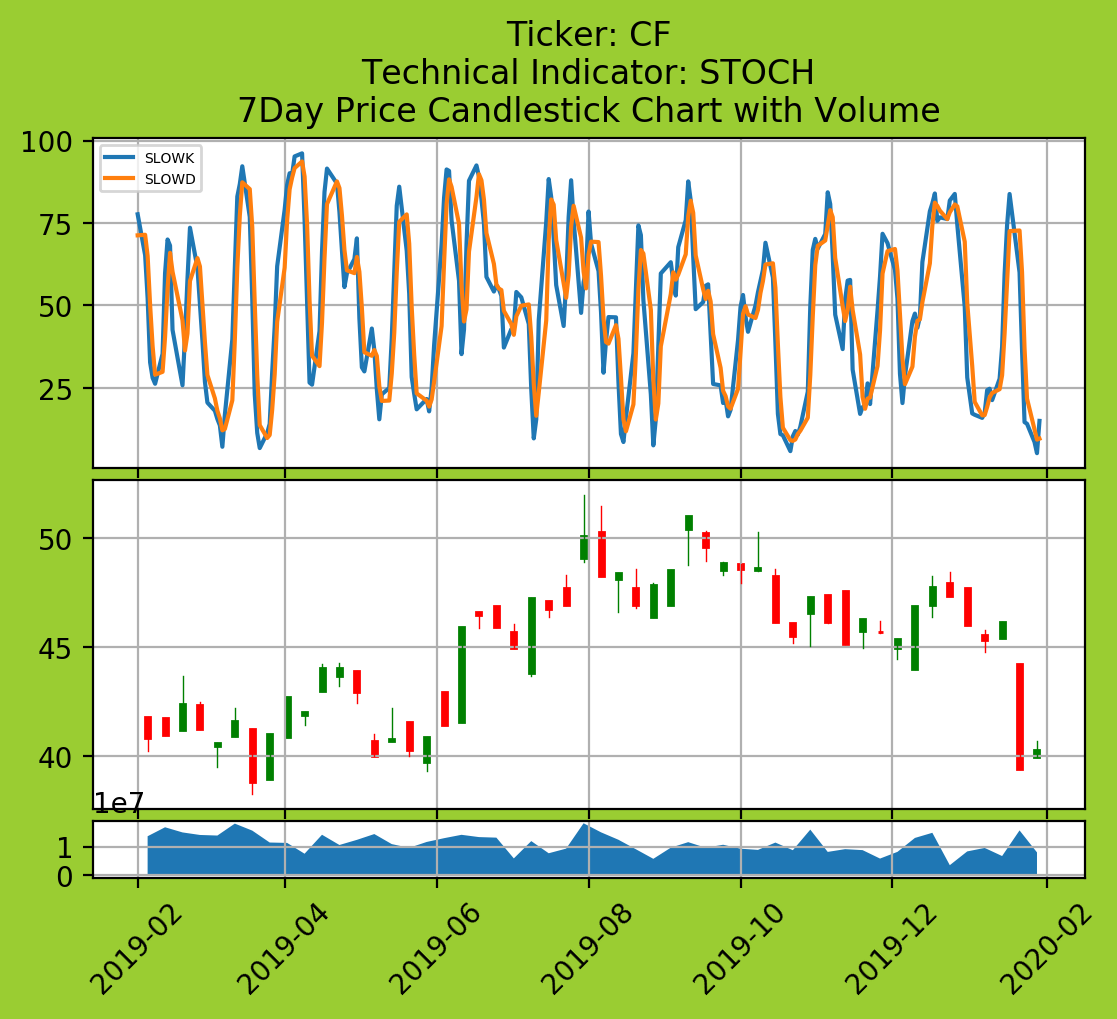 Ticker: CF
Technical Indicator: STOCH
7Day Price Candlestick Chart with Volume
100
75
50
25
SLOWK
SLOWD
50
45
40
1e7
1
0
2019-02
2019-04
2019-06
2019-08
2019-10
2019-12
2020-02